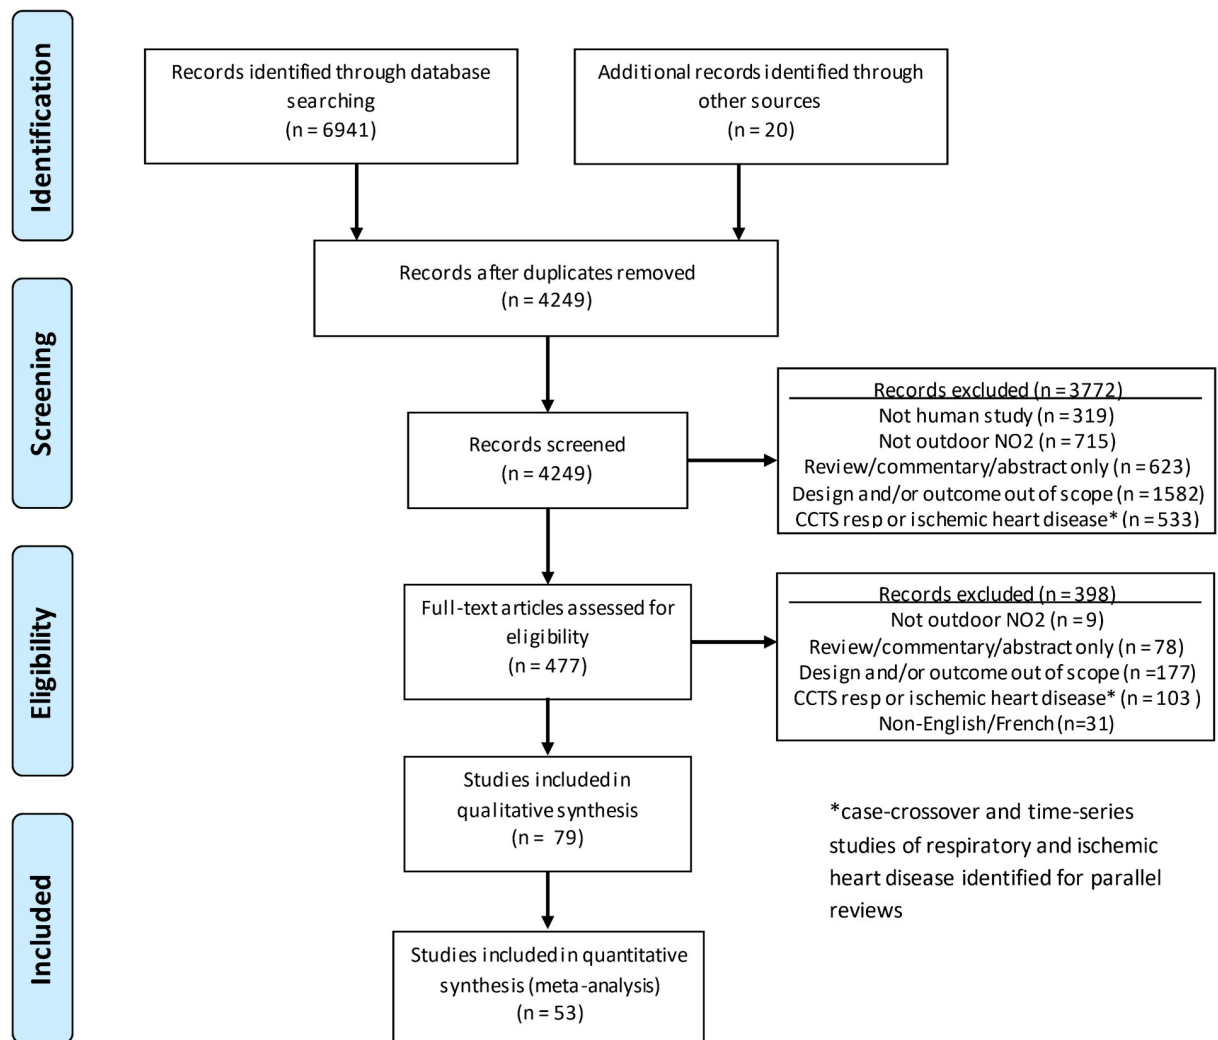 Identification
Records identified through database
searching
(n = 6941)
Additional records identified through
other sources
(n = 20)
Records after duplicates removed
(n = 4249)
Screening
Records screened
(n = 4249)
Records excluded (n = 3772)
Not human study (n = 319)
Not outdoor NO2 (n = 715)
Review/commentary/abstract only (n = 623)
Design and/or outcome out of scope (n = 1582)
CCTS resp or ischemic heart disease* (n = 533)
Eligibility
Full-text articles assessed for
eligibility
(n = 477)
Records excluded (n = 398)
Not outdoor NO2 (n = 9)
Review/commentary/abstract only (n = 78)
Design and/or outcome out of scope (n =177)
CCTS resp or ischemic heart disease* (n = 103 )
Non-English/French (n=31)
Studies included in
qualitative synthesis
(n = 79)
*case-crossover and time-series
studies of respiratory and ischemic
heart disease identified for parallel
reviews
Included
Studies included in quantitative
synthesis (meta-analysis)
(n = 53)